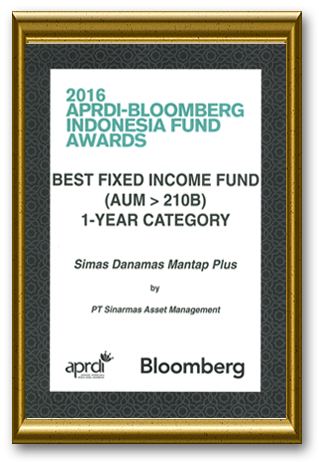 2016
APRDI-BLOOMBERG
INDONESIA FUND
AWARDS
BEST FIXED INCOME FUND
(AUM > 210B)
1-YEAR CATEGORY
Simas Danamas Mantap Plus
by
PT Sinarmas Asset Management
aprdi Bloomberg